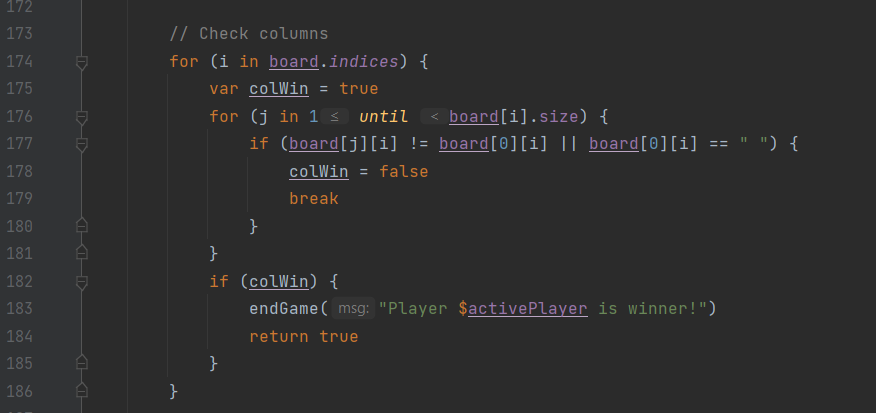 172
173 // Check columns
174 for (i in board.indices) {
175 var colWin = true
176 for (j in 1 ≤ until < board[i].size) {
177 if (board[j][i] != board[0][i] || board[0][i] == " ") {
178 colWin = false
179 break
180 }
181 }
182 if (colWin) {
183 endGame( msg: "Player $activePlayer is winner!")
184 return true
185 }
186 }